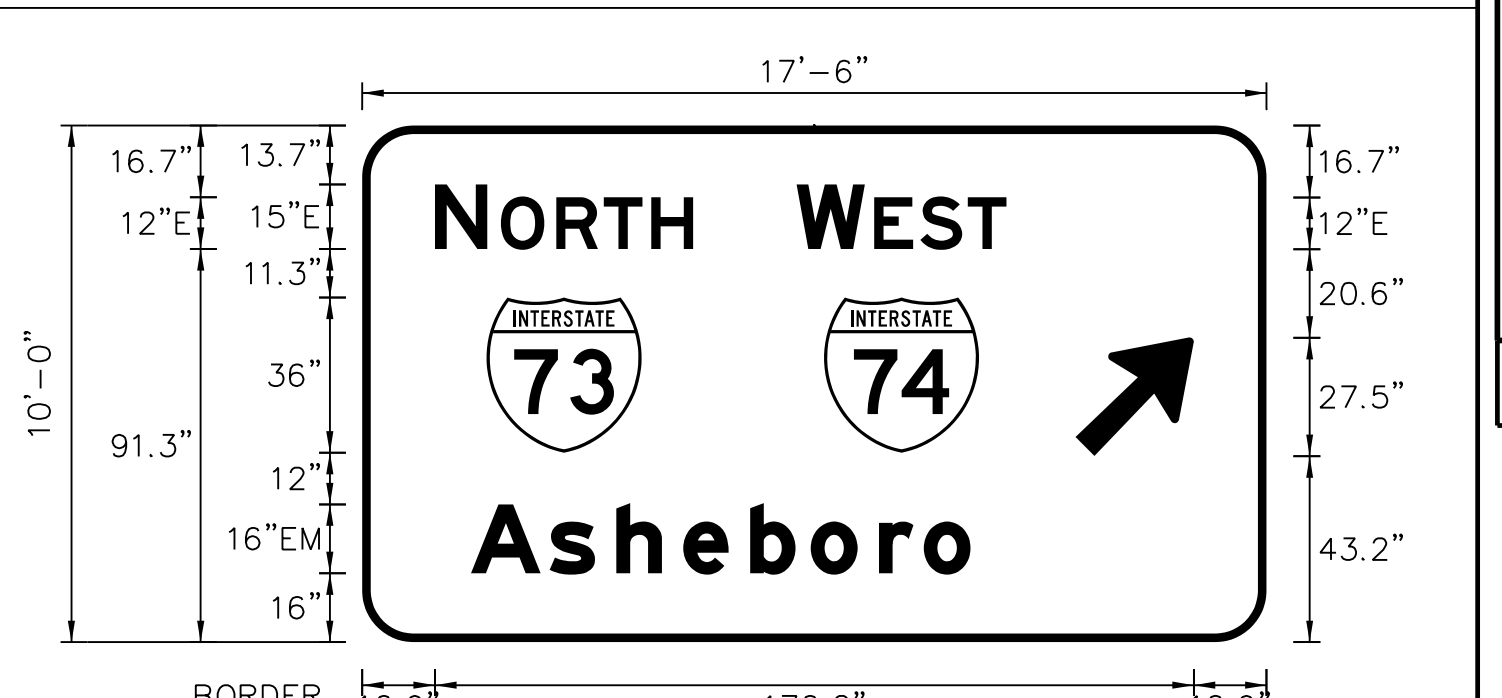 17'-6"
16.7" 13.7" 16.7"
NORTH WEST
12"E 15"E 12"E
11.3" 20.6"
INTERSTATE INTERSTATE
73 74
10'-0" 36" 27.5"
91.3"
12"
Asheboro
16"EM 43.2"
16"
BORDER